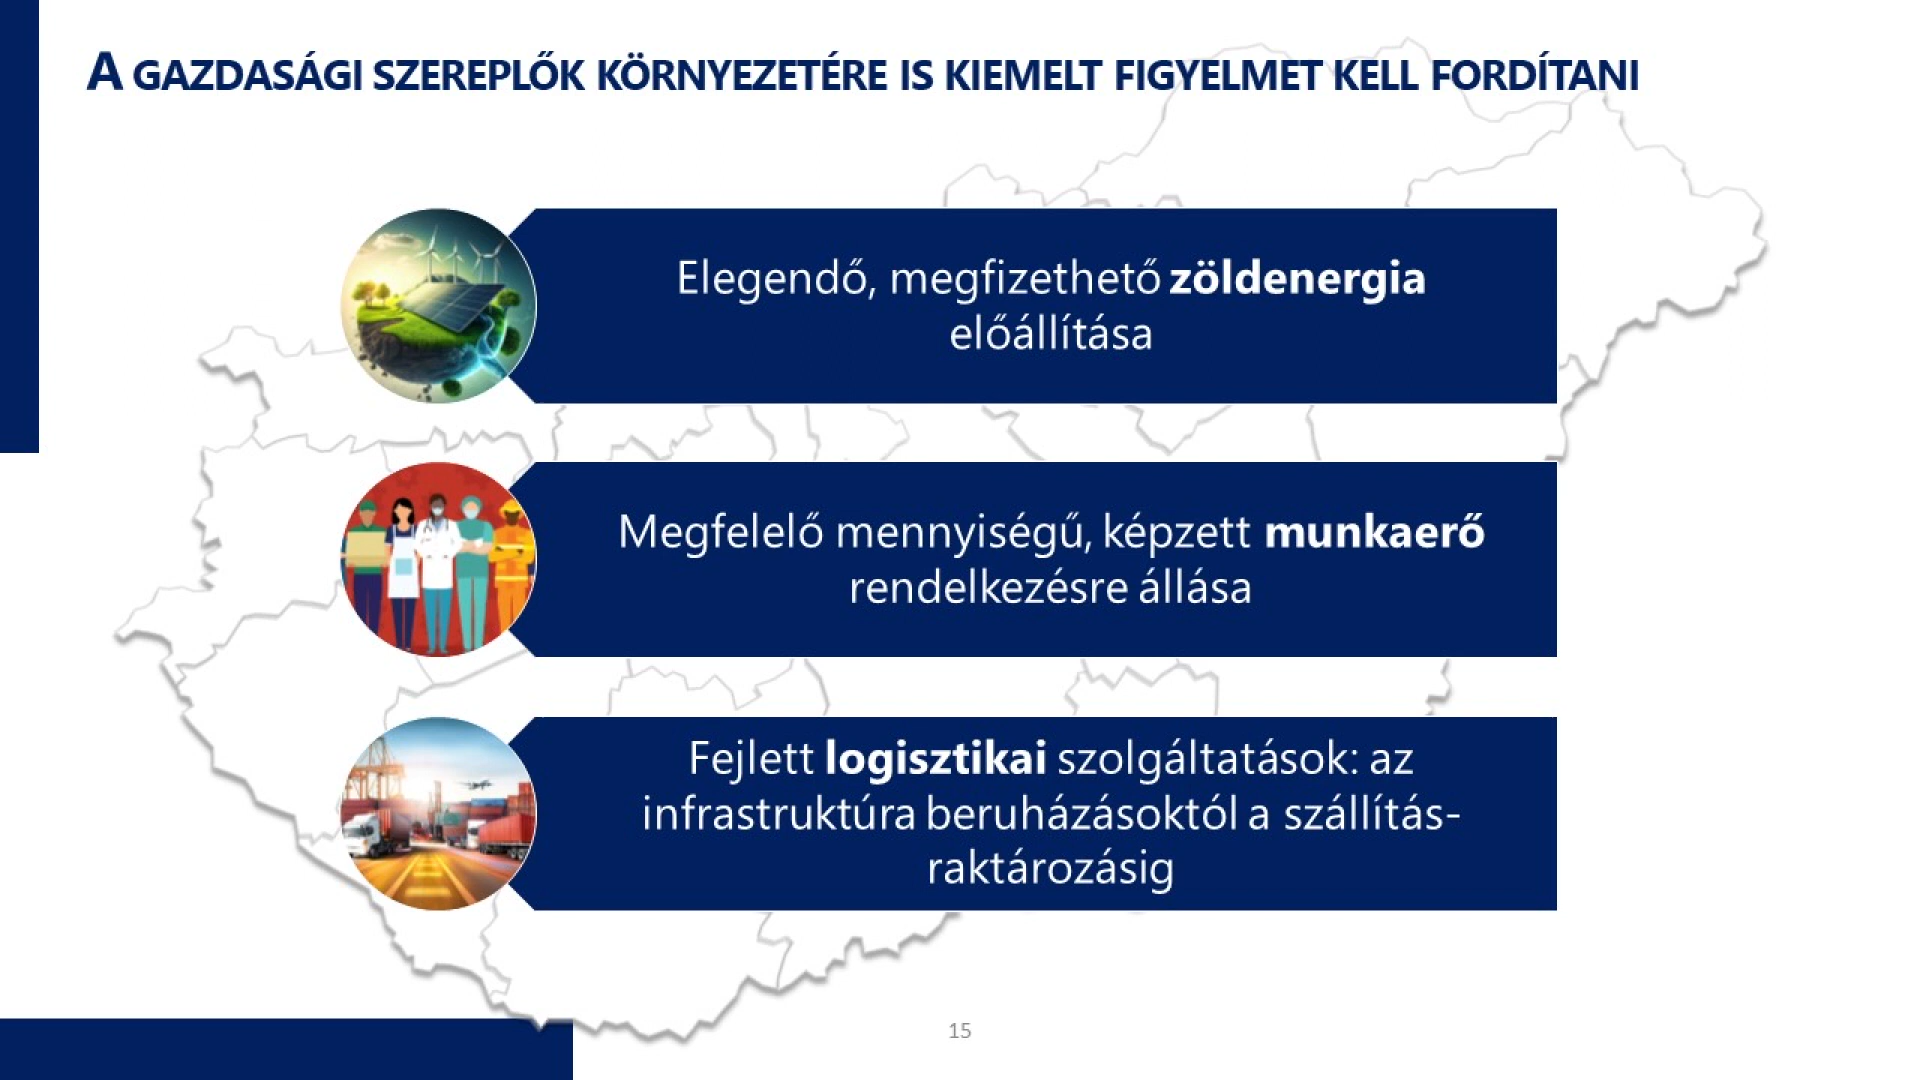 A GAZDASÁGI SZEREPLŐK KÖRNYEZETÉRE IS KIEMELT FIGYELMET KELL FORDÍTANI
Elegendő, megfizethető zöldenergia
előállítása
Megfelelő mennyiségű, képzett munkaerő
rendelkezésre állása
Fejlett logisztikai szolgáltatások: az
infrastruktúra beruházásoktól a szállítás-
raktározásig
15